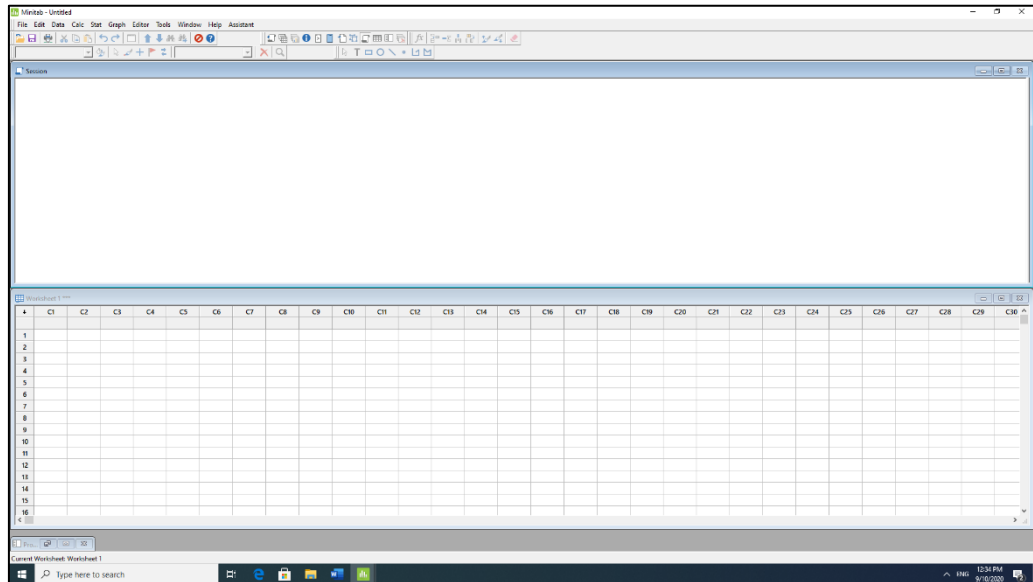 Minitab - Untitled
File Edit Data Calc Stat Graph Editor Tools Window Help Assistant
Session
Worksheet 1 ***
C1 C2 C3 C4 C5 C6 C7 C8 C9 C10 C11 C12 C13 C14 C15 C16 C17 C18 C19 C20 C21 C22 C23 C24 C25 C26 C27 C28 C29 C30
1
2
3
4
5
6
7
8
9
10
11
12
13
14
15
16
Pro...
Current Worksheet: Worksheet 1
Type here to search
ENG
12:34 PM
9/10/2020